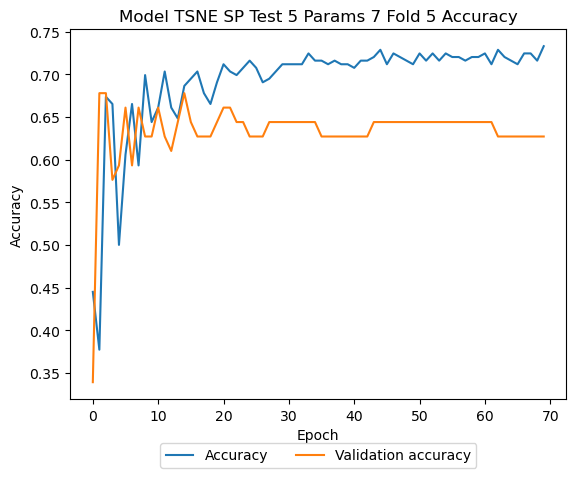 Model TSNE SP Test 5 Params 7 Fold 5 Accuracy
0.75
0.70
0.65
0.60
0.55
0.50
0.45
0.40
0.35
Accuracy
0 10 20 30 40 50 60 70
Epoch
Accuracy Validation accuracy